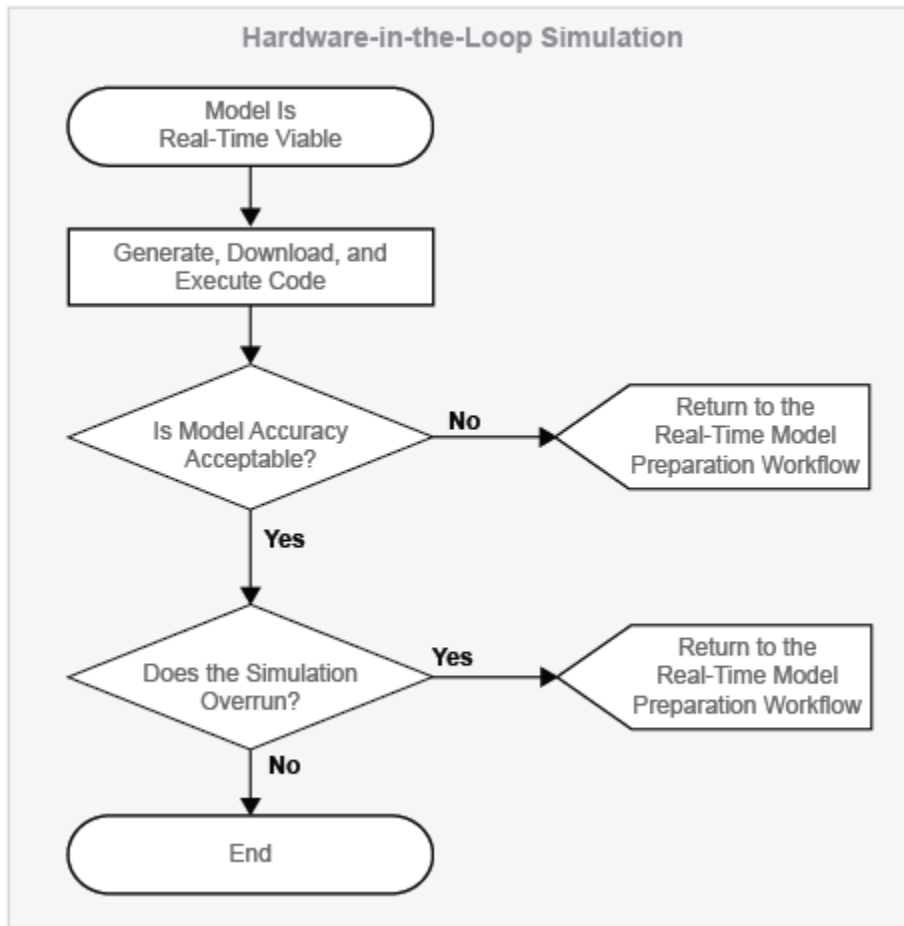 Hardware-in-the-Loop Simulation
Model Is
Real-Time Viable
Generate, Download, and
Execute Code
Is Model Accuracy
Acceptable?
No
Return to the
Real-Time Model
Preparation Workflow
Yes
Does the Simulation
Overrun?
Yes
Return to the
Real-Time Model
Preparation Workflow
No
End